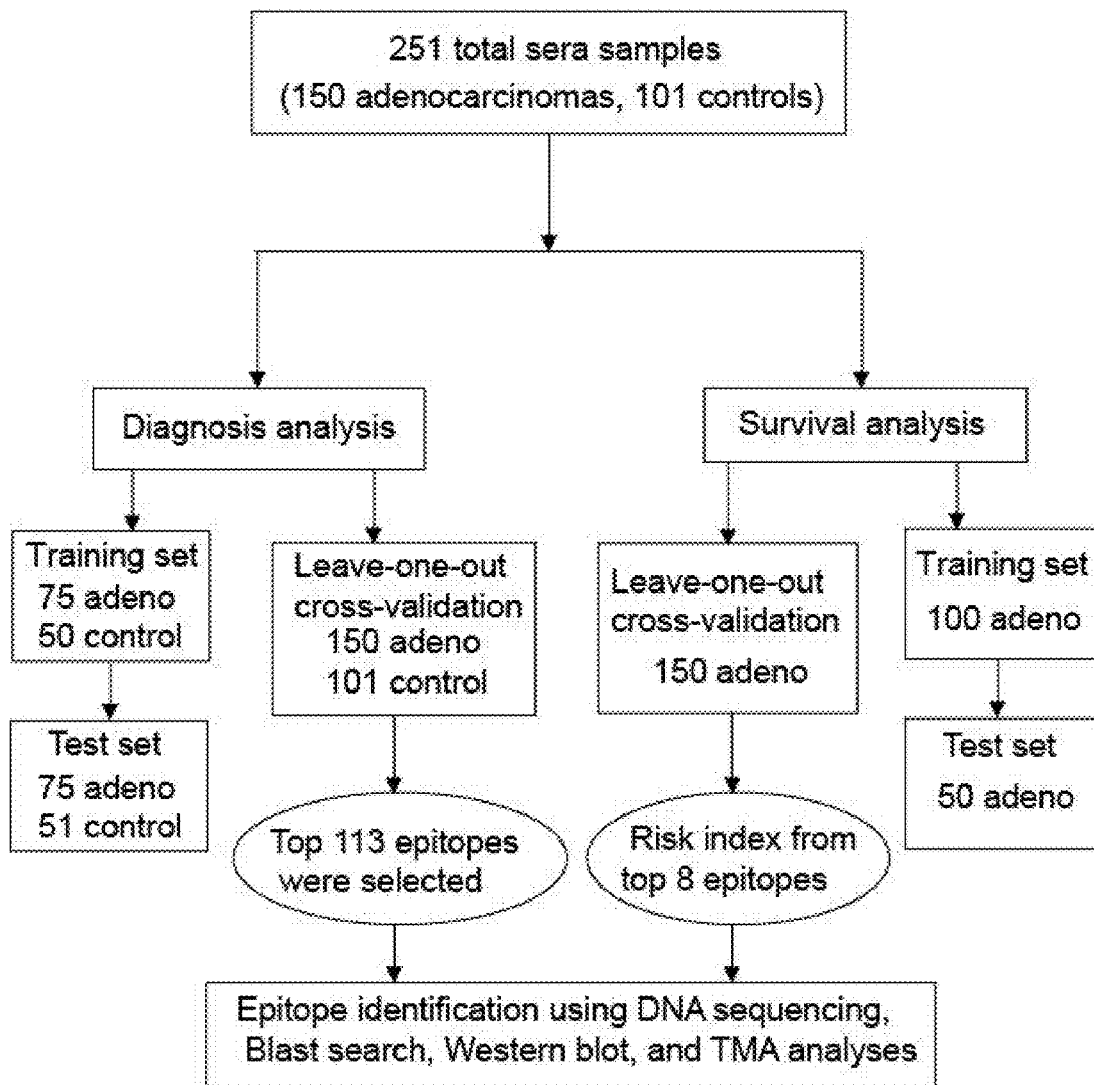 251 total sera samples
(150 adenocarcinomas, 101 controls)
Diagnosis analysis
Survival analysis
Training set
75 adeno
50 control
Leave-one-out
cross-validation
150 adeno
101 control
Leave-one-out
cross-validation
150 adeno
Training set
100 adeno
Test set
75 adeno
51 control
Test set
50 adeno
Top 113 epitopes
were selected
Risk index from
top 8 epitopes
Epitope identification using DNA sequencing,
Blast search, Western blot, and TMA analyses